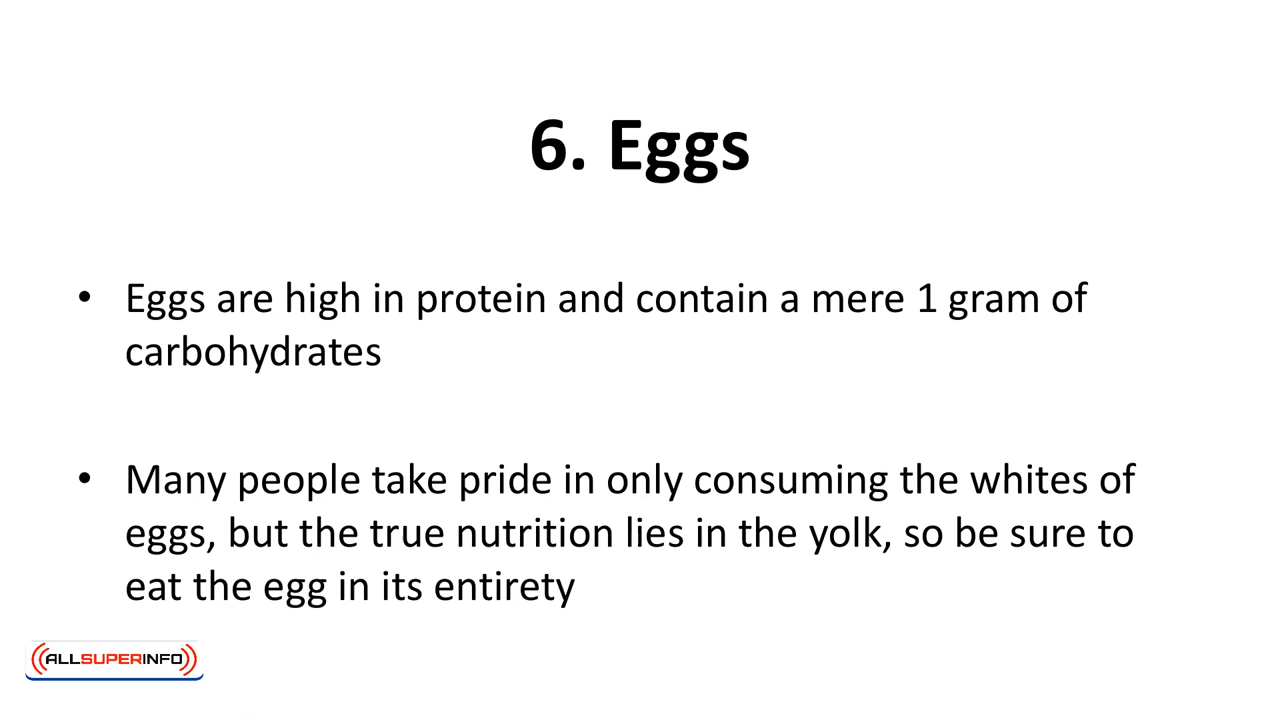 6. Eggs
• Eggs are high in protein and contain a mere 1 gram of
carbohydrates
• Many people take pride in only consuming the whites of
eggs, but the true nutrition lies in the yolk, so be sure to
eat the egg in its entirety
ALLSUPERINFO